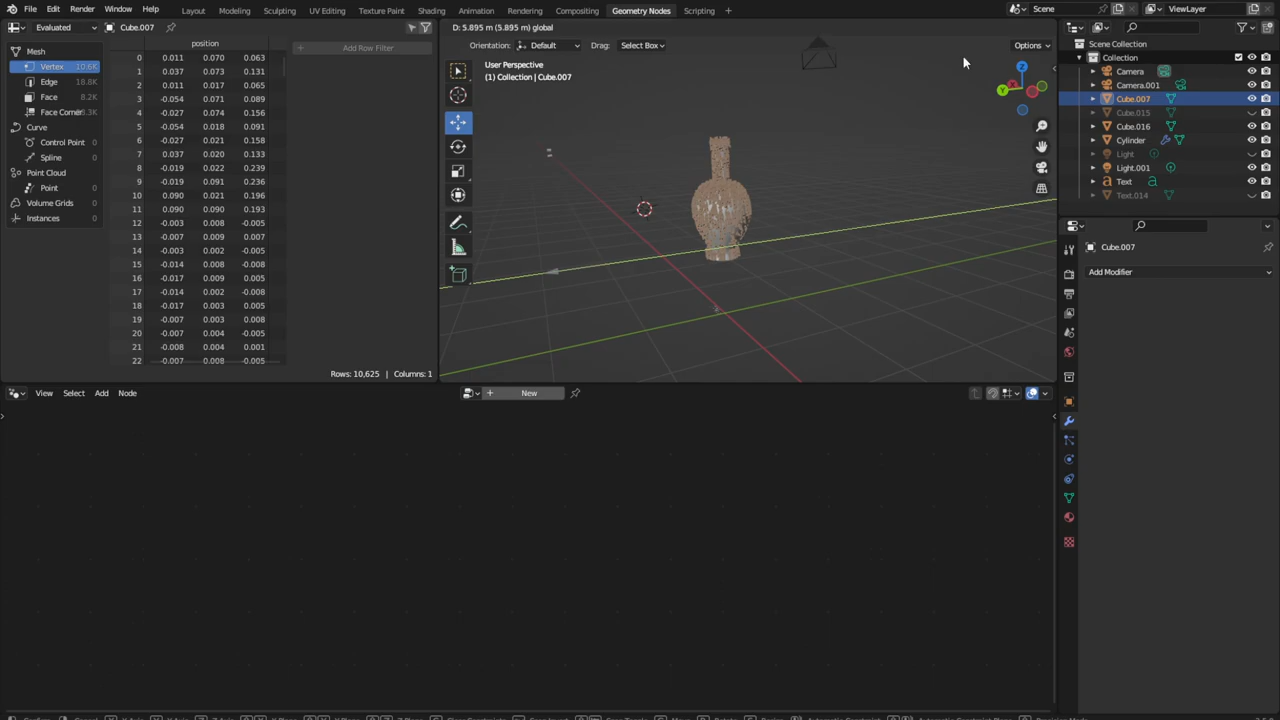 File Edit Render Window Help Layout Modeling Sculpting UV Editing Texture Paint Shading Animation Rendering Compositing Geometry Nodes Scripting Scene ViewLayer
Evaluated Cube.007
D: 5.895 m (5.895 m) global
Orientation: Default Drag: Select Box Options
position
Add Row Filter
Mesh
Vertex 10.6K
Edge 18.8K
Face 8.2K
Face Corner
Curve
Control Point 0
Spline 0
Point Cloud
Point 0
Volume Grids 0
Instances 0
0 0.011 0.070 0.063
1 0.037 0.073 0.131
2 0.011 0.017 0.065
3 -0.054 0.071 0.089
4 -0.027 0.074 0.156
5 -0.054 0.018 0.091
6 -0.027 0.021 0.158
7 0.037 0.020 0.133
8 -0.019 0.022 0.239
9 -0.019 0.091 0.236
10 0.090 0.021 0.196
11 0.090 0.090 0.193
12 -0.003 0.008 -0.005
13 -0.007 0.009 0.007
14 -0.003 0.002 -0.005
15 -0.014 0.008 -0.008
16 -0.017 0.009 0.005
17 -0.014 0.002 -0.008
18 -0.017 0.003 0.005
19 -0.007 0.003 0.008
20 -0.007 0.004 -0.005
21 -0.008 0.004 0.001
22 -0.007 0.008 -0.005
Rows: 10,625 | Columns: 1
User Perspective
(1) Collection | Cube.007
Z
Y
Scene Collection
Collection
Camera
Camera.001
Cube.007
Cube.015
Cube.016
Cylinder
Light
Light.001
Text
Text.014
Cube.007
Add Modifier
View Select Add Node New